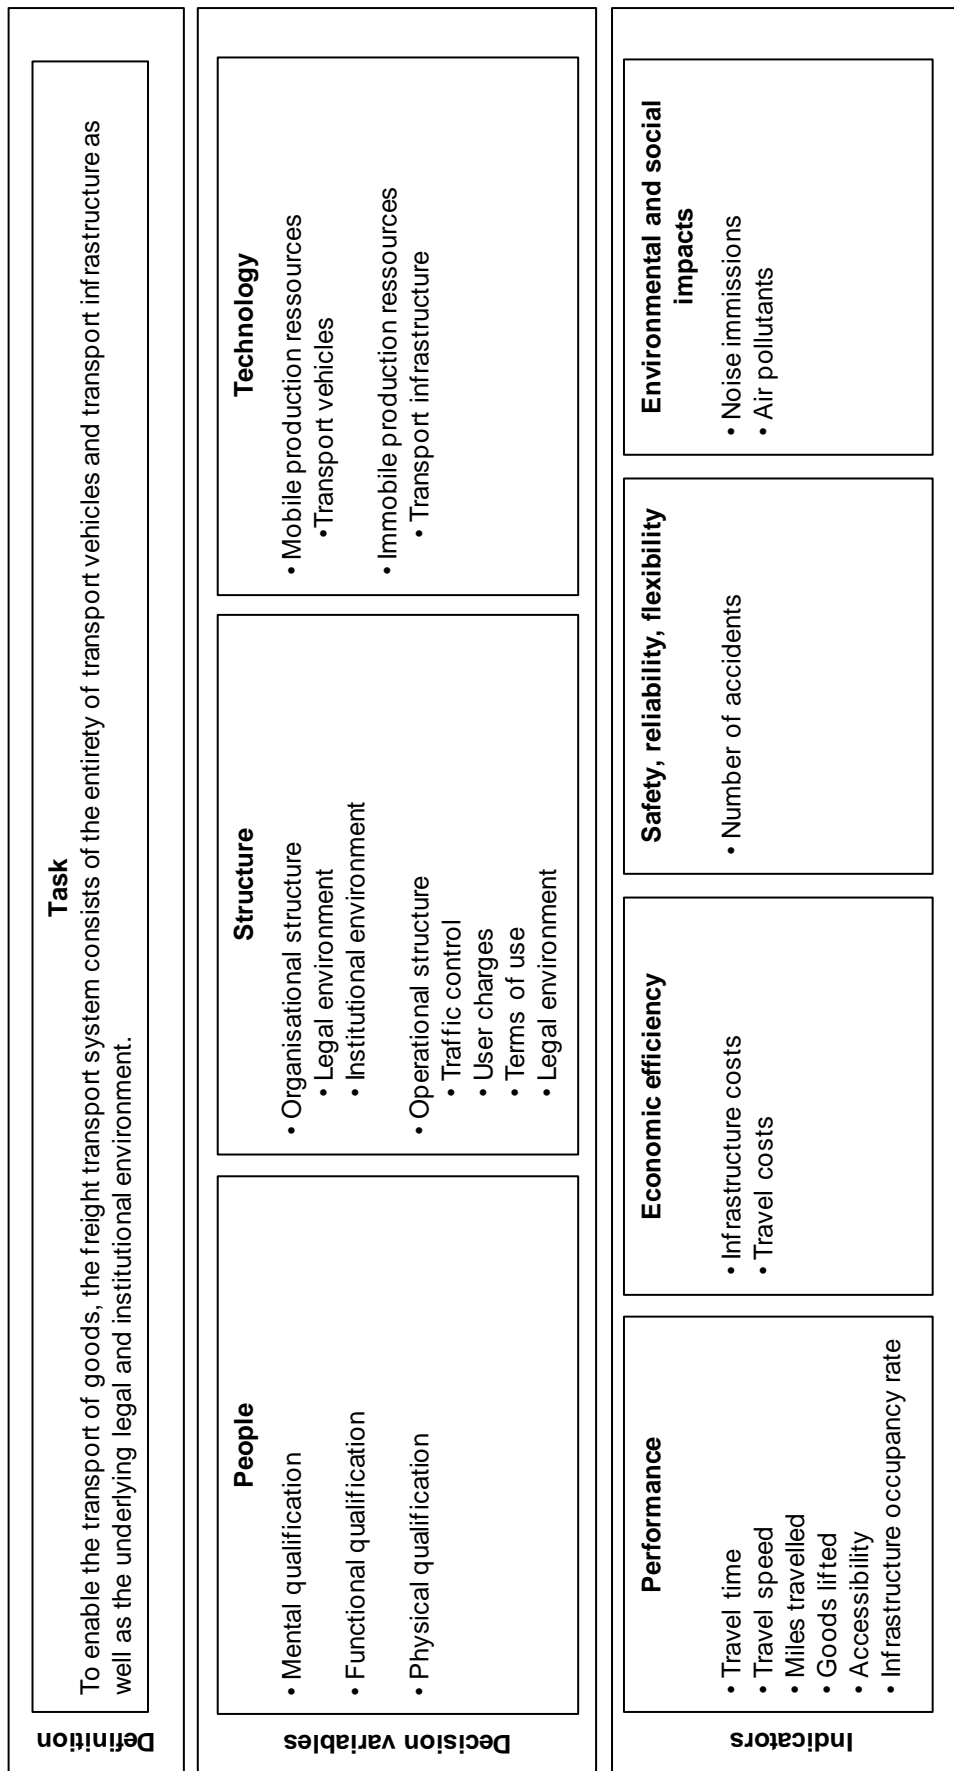 Definition
Task
To enable the transport of goods, the freight transport system consists of the entirety of transport vehicles and transport infrastructure as
well as the underlying legal and institutional environment.
Decision variables
People
• Mental qualification
• Functional qualification
• Physical qualification
Structure
• Organisational structure
• Legal environment
• Institutional environment
• Operational structure
• Traffic control
• User charges
• Terms of use
• Legal environment
Technology
• Mobile production ressources
•Transport vehicles
• Immobile production ressources
• Transport infrastructure
Indicators
Performance
• Travel time
• Travel speed
• Miles travelled
• Goods lifted
• Accessibility
• Infrastructure occupancy rate
Economic efficiency
• Infrastructure costs
• Travel costs
Safety, reliability, flexibility
• Number of accidents
Environmental and social
impacts
• Noise immissions
• Air pollutants